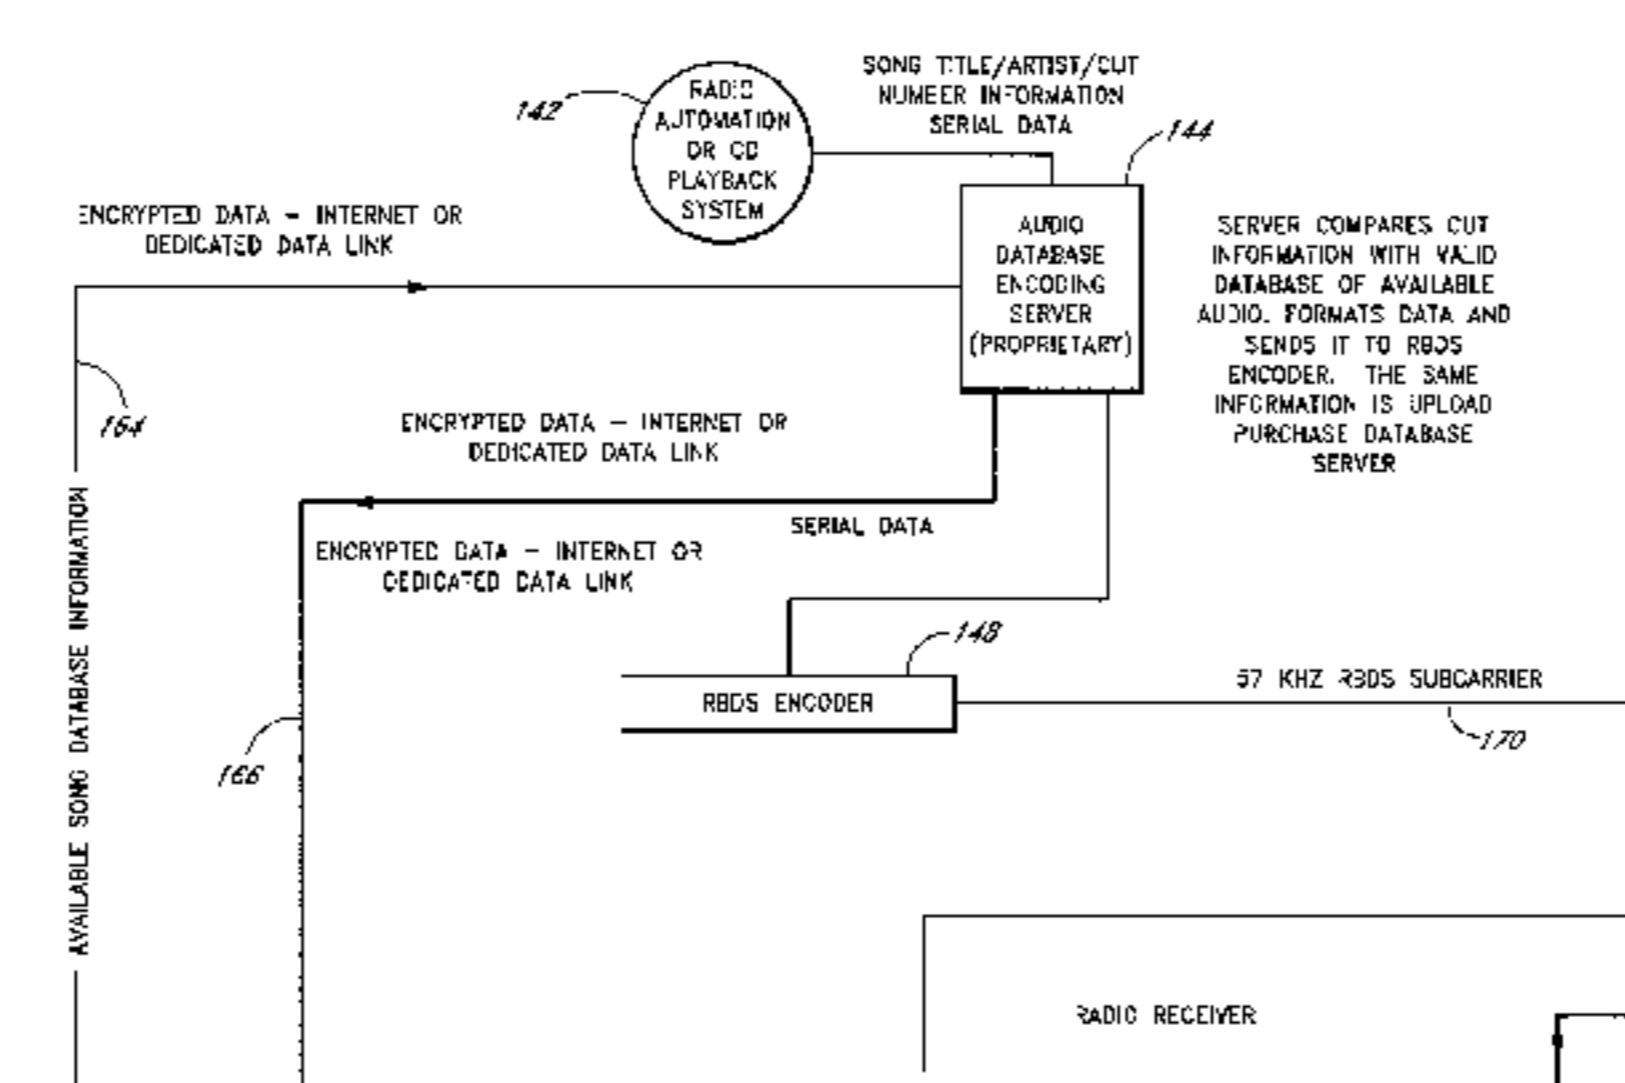 SONG TITLE/ARTIST/CUT
NUMBER INFORMATION
SERIAL DATA
142
RADIO
AUTOMATION
OR CD
PLAYBACK
SYSTEM
144
ENCRYPTED DATA – INTERNET OR
DEDICATED DATA LINK
AUDIO
DATABASE
ENCODING
SERVER
(PROPRIETARY)
SERVER COMPARES CUT
INFORMATION WITH VALID
DATABASE OF AVAILABLE
AUDIO. FORMATS DATA AND
SENDS IT TO RBDS
ENCODER. THE SAME
INFORMATION IS UPLOAD
PURCHASE DATABASE
SERVER
164
ENCRYPTED DATA – INTERNET OR
DEDICATED DATA LINK
SERIAL DATA
ENCRYPTED DATA – INTERNET OR
DEDICATED DATA LINK
AVAILABLE SONG DATABASE INFORMATION
148
RBDS ENCODER
57 KHZ RBDS SUBCARRIER
170
166
RADIO RECEIVER